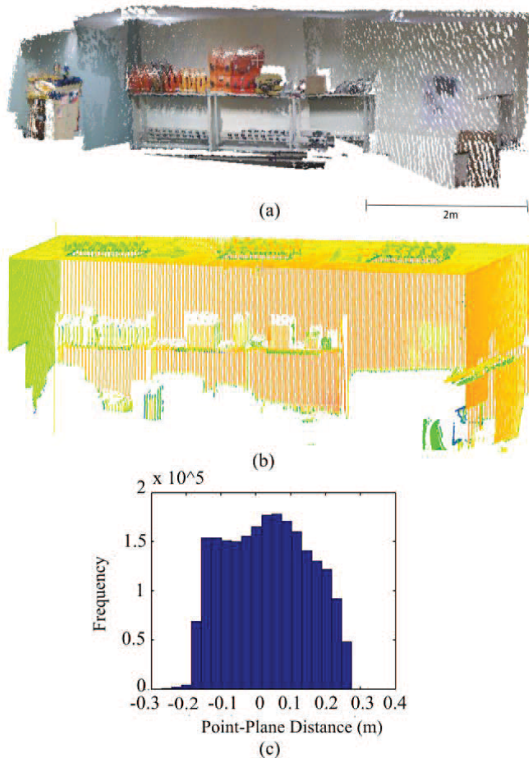 (a)
2m
(b)
2 x 10^5
1.5
1
0.5
0
Frequency
-0.3 -0.2 -0.1 0 0.1 0.2 0.3 0.4
Point-Plane Distance (m)
(c)